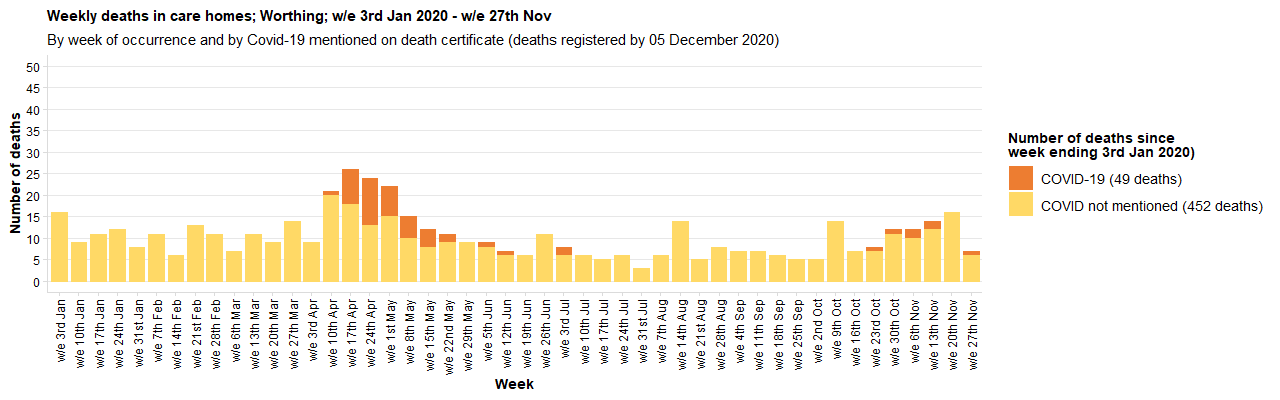 Weekly deaths in care homes; Worthing; w/e 3rd Jan 2020 - w/e 27th Nov
By week of occurrence and by Covid-19 mentioned on death certificate (deaths registered by 05 December 2020)
50
45
40
35
30
25
20
15
10
5
0
Number of deaths
w/e 3rd Jan
w/e 10th Jan
w/e 17th Jan
w/e 24th Jan
w/e 31st Jan
w/e 7th Feb
w/e 14th Feb
w/e 21st Feb
w/e 28th Feb
w/e 6th Mar
w/e 13th Mar
w/e 20th Mar
w/e 27th Mar
w/e 3rd Apr
w/e 10th Apr
w/e 17th Apr
w/e 24th Apr
w/e 1st May
w/e 8th May
w/e 15th May
w/e 22nd May
w/e 29th May
w/e 5th Jun
w/e 12th Jun
w/e 19th Jun
w/e 26th Jun
w/e 3rd Jul
w/e 10th Jul
w/e 17th Jul
w/e 24th Jul
w/e 31st Jul
w/e 7th Aug
w/e 14th Aug
w/e 21st Aug
w/e 28th Aug
w/e 4th Sep
w/e 11th Sep
w/e 18th Sep
w/e 25th Sep
w/e 2nd Oct
w/e 9th Oct
w/e 16th Oct
w/e 23rd Oct
w/e 30th Oct
w/e 6th Nov
w/e 13th Nov
w/e 20th Nov
w/e 27th Nov
Week
Number of deaths since
week ending 3rd Jan 2020)
COVID-19 (49 deaths)
COVID not mentioned (452 deaths)